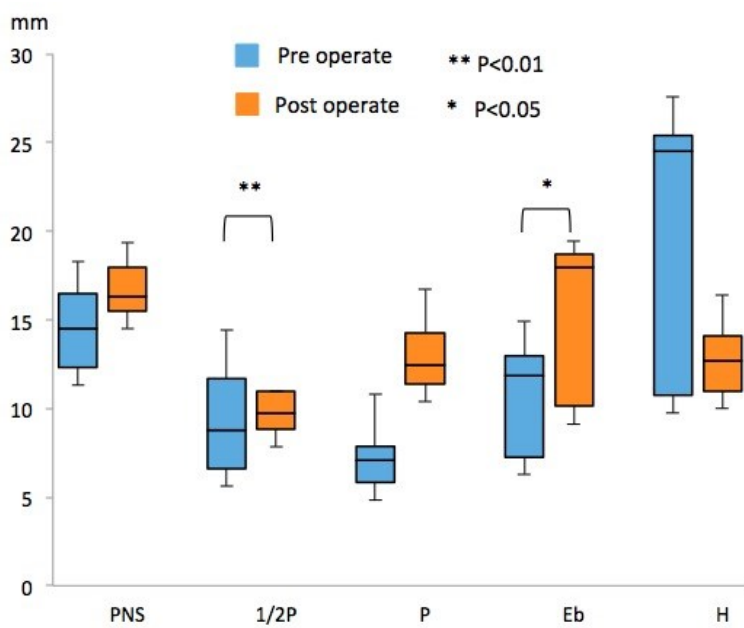 mm
30
Pre operate ** P<0.01
Post operate * P<0.05
25
**
*
20
15
10
5
0
PNS 1/2P P Eb H